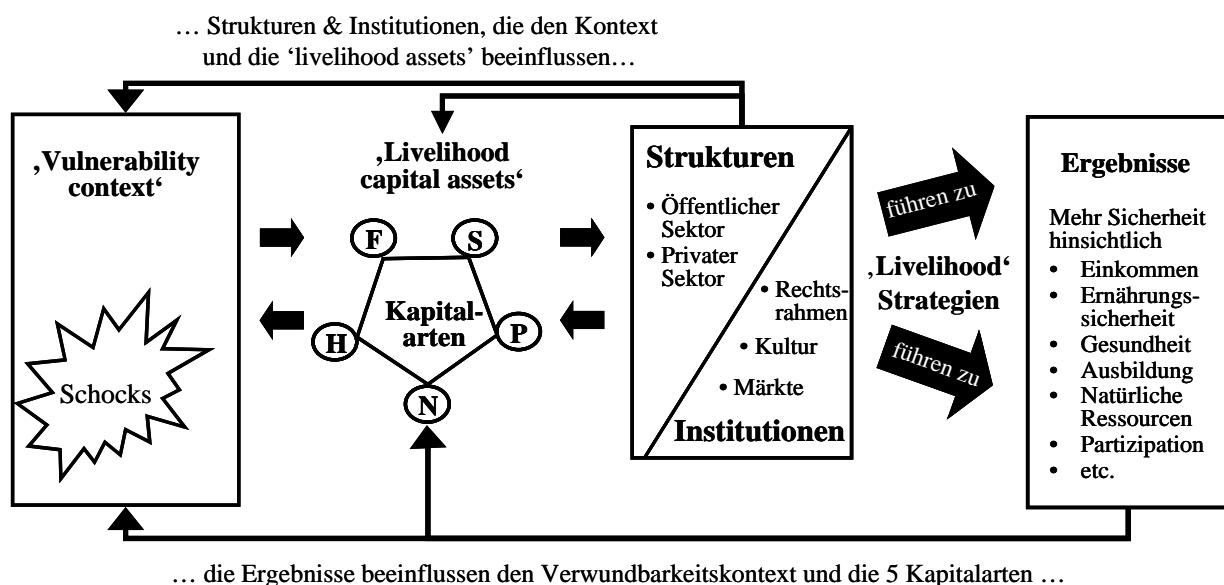 … Strukturen & Institutionen, die den Kontext
und die ‘livelihood assets’ beeinflussen…
‚Vulnerability
context‘
Schocks
‚Livelihood
capital assets‘
F
S
Kapital-
arten
H
P
N
Strukturen
• Öffentlicher
Sektor
• Privater
Sektor
• Rechts-
rahmen
• Kultur
• Märkte
Institutionen
führen zu
‚Livelihood‘
Strategien
führen zu
Ergebnisse
Mehr Sicherheit
hinsichtlich
• Einkommen
• Ernährungs-
sicherheit
• Gesundheit
• Ausbildung
• Natürliche
Ressourcen
• Partizipation
• etc.
… die Ergebnisse beeinflussen den Verwundbarkeitskontext und die 5 Kapitalarten …